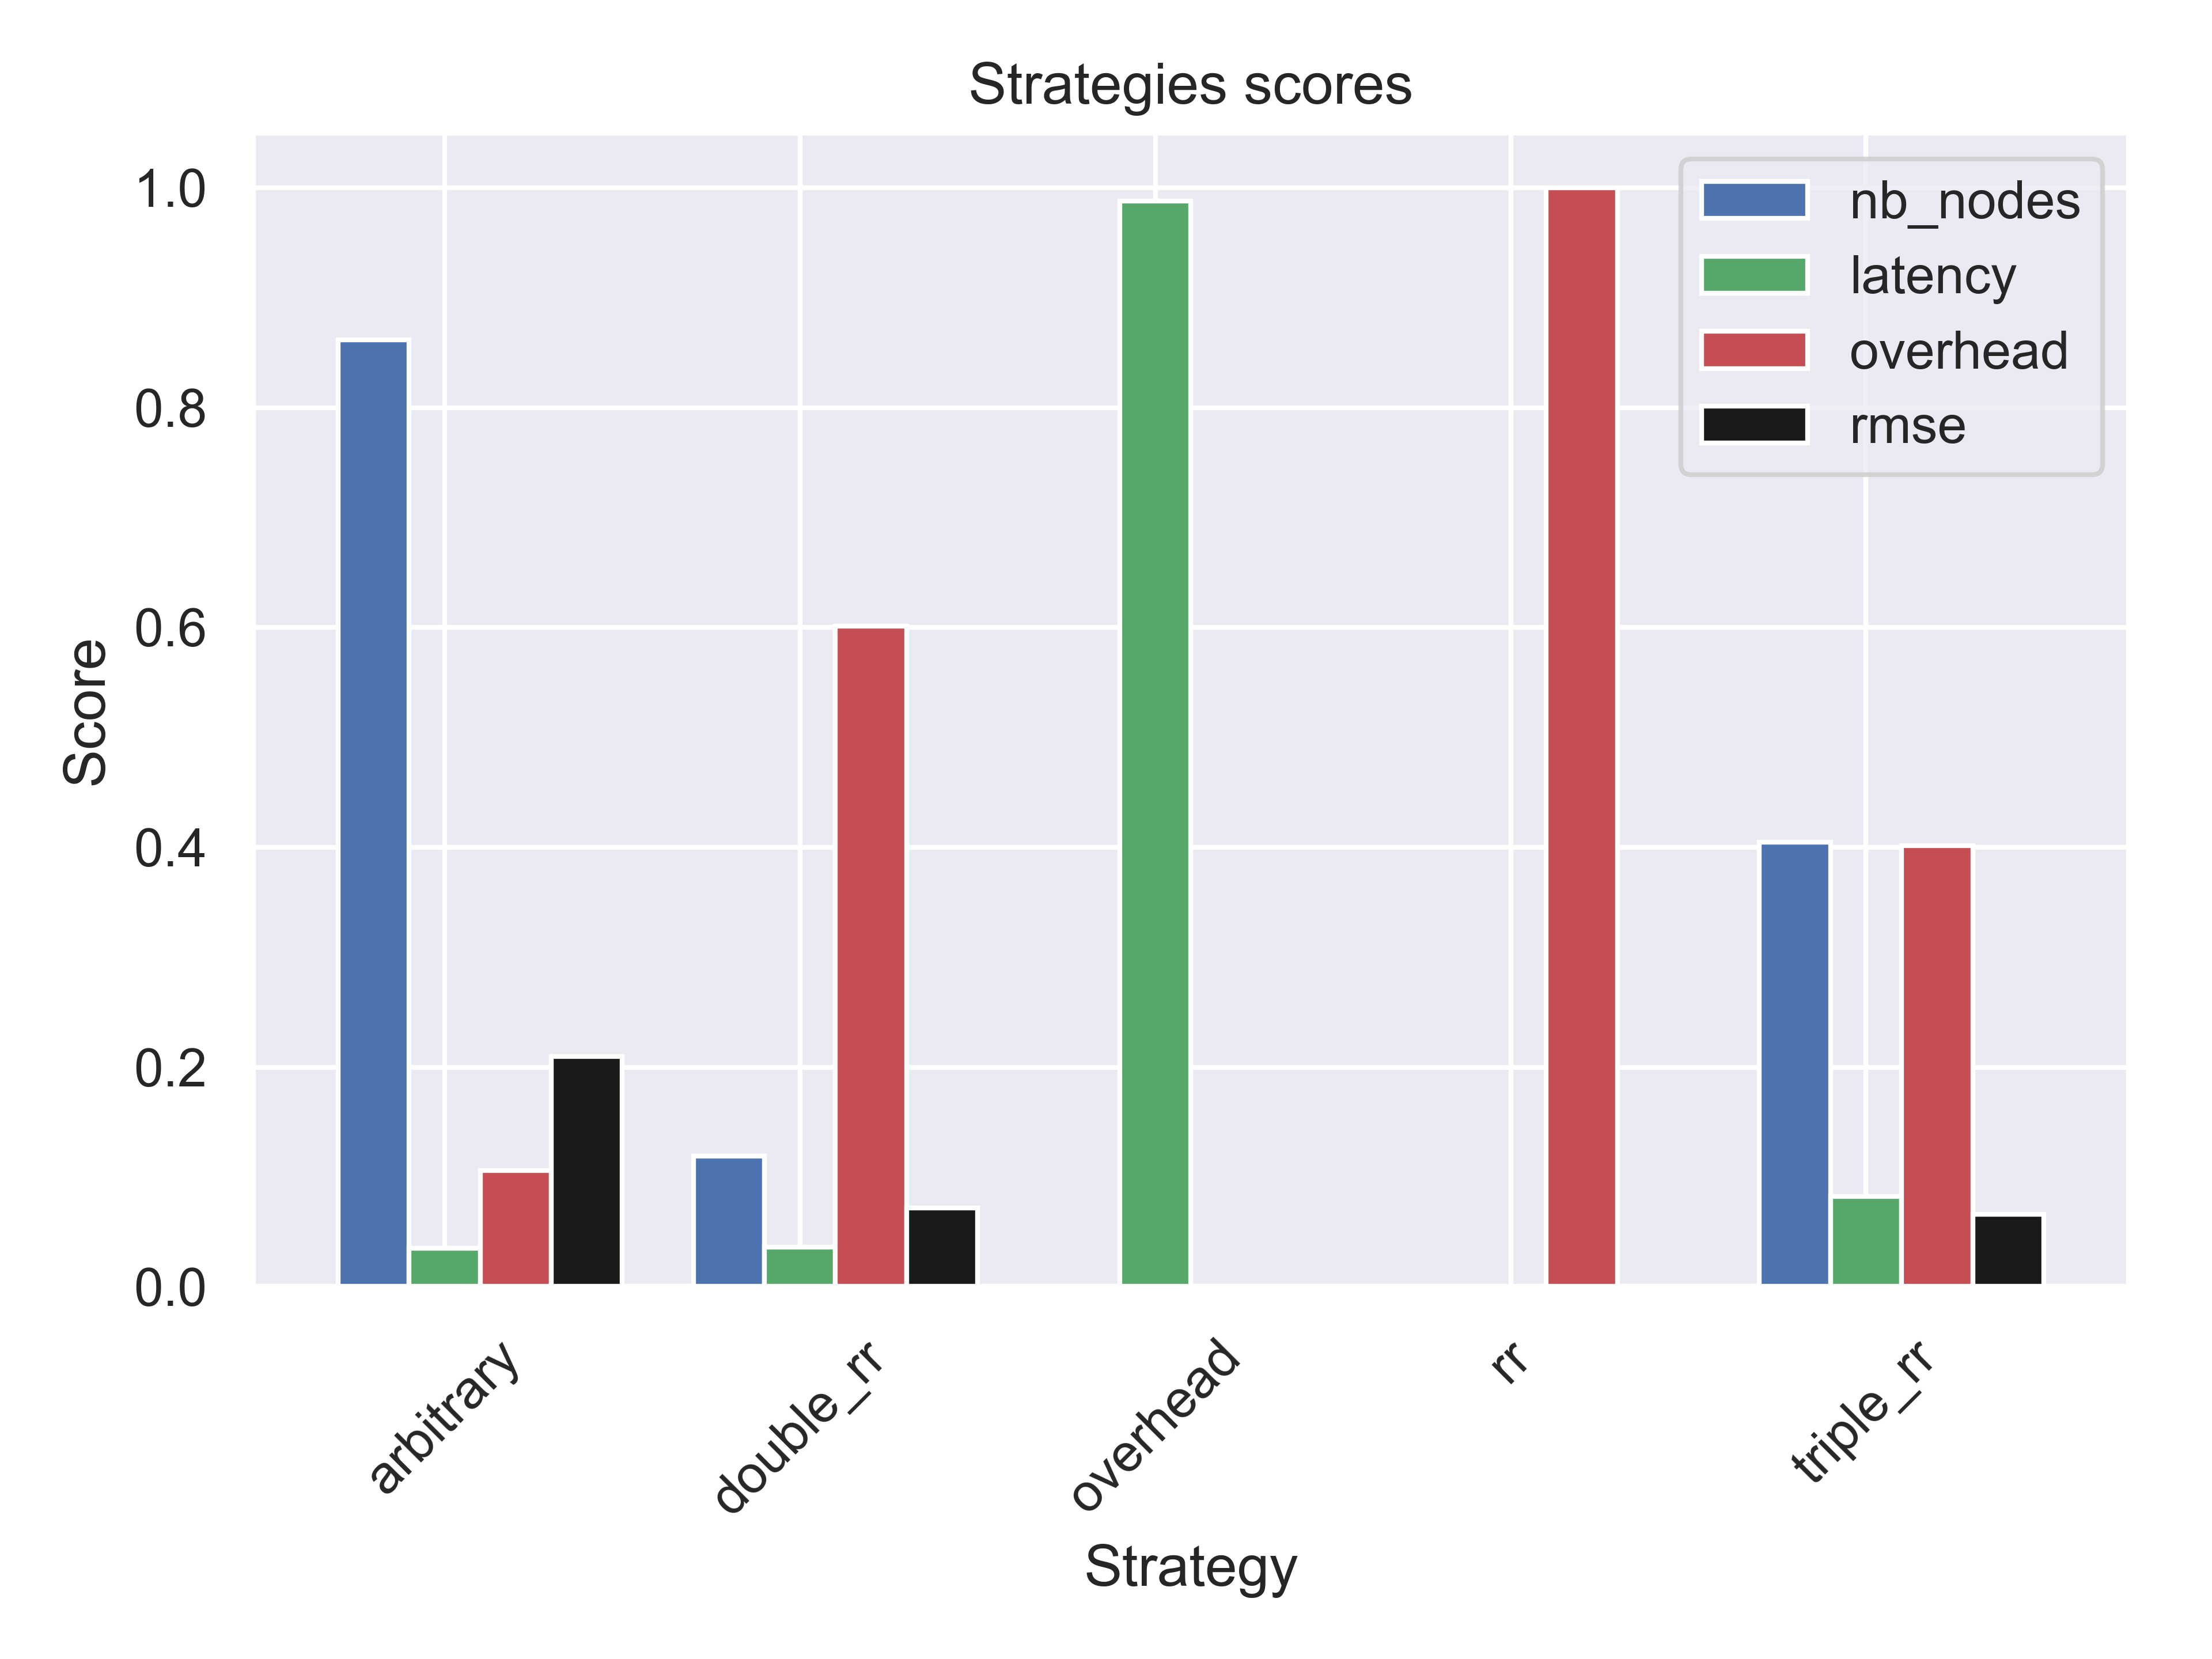 Strategies scores
1.0
0.8
0.6
0.4
0.2
0.0
Score
nb_nodes
latency
overhead
rmse
arbitrary
double_rr
overhead
rr
triple_rr
Strategy